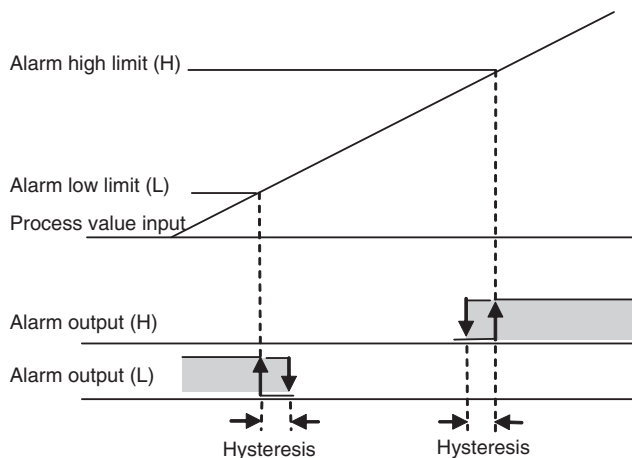 Alarm high limit (H)
Alarm low limit (L)
Process value input
Alarm output (H)
Alarm output (L)
Hysteresis
Hysteresis